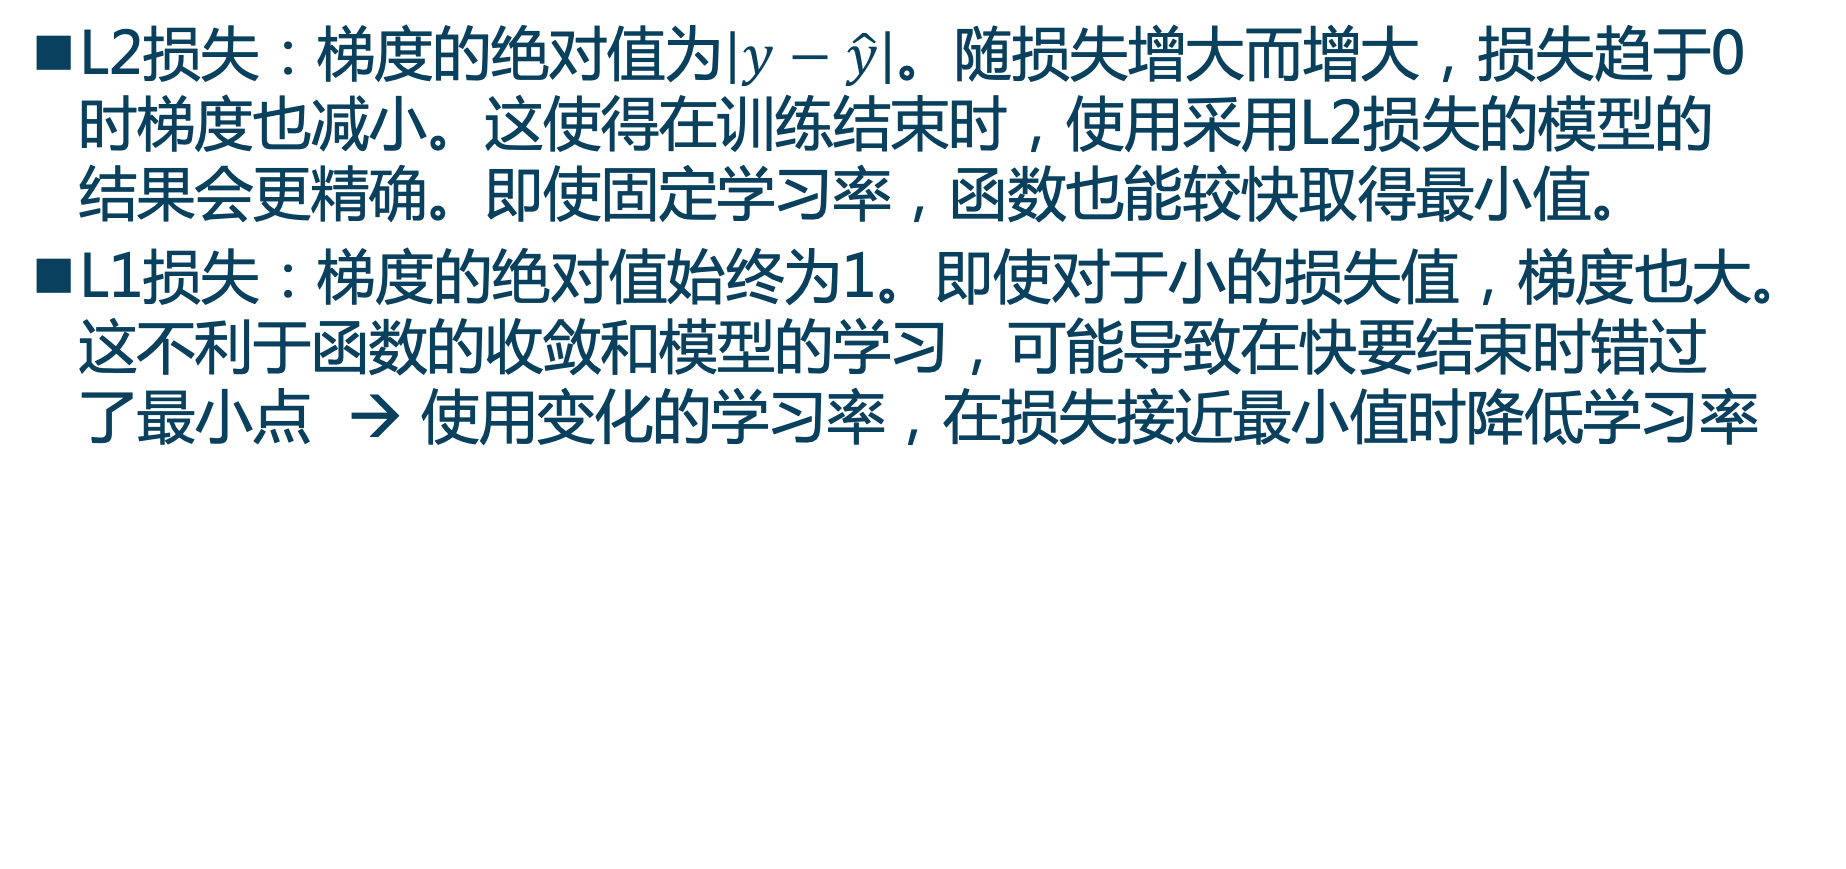 ■L2损失：梯度的绝对值为|y − ŷ|。随损失增大而增大，损失趋于0
时梯度也减小。这使得在训练结束时，使用采用L2损失的模型的
结果会更精确。即使固定学习率，函数也能较快取得最小值。
■L1损失：梯度的绝对值始终为1。即使对于小的损失值，梯度也大。
这不利于函数的收敛和模型的学习，可能导致在快要结束时错过
了最小点 → 使用变化的学习率，在损失接近最小值时降低学习率